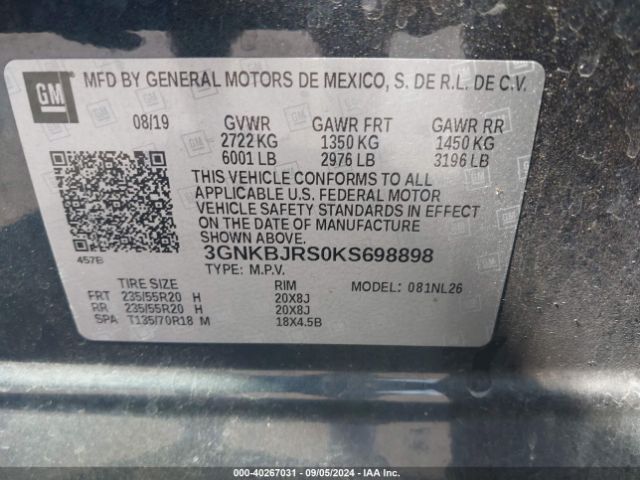 GM
MFD BY GENERAL MOTORS DE MEXICO, S. DE R.L. DE C.V.
08/19 GVWR GAWR FRT GAWR RR
2722 KG 1350 KG 1450 KG
6001 LB 2976 LB 3196 LB
THIS VEHICLE CONFORMS TO ALL
APPLICABLE U.S. FEDERAL MOTOR
VEHICLE SAFETY STANDARDS IN EFFECT
ON THE DATE OF MANUFACTURE
457B 3GNKBJRS0KS698898
TYPE: M.P.V.
TIRE SIZE RIM MODEL: 081NL26
FRT 235/55R20 H 20X8J
RR 235/55R20 H 20X8J
SPA T135/70R18 M 18X4.5B
000-40267031 - 09/05/2024 - IAA Inc.